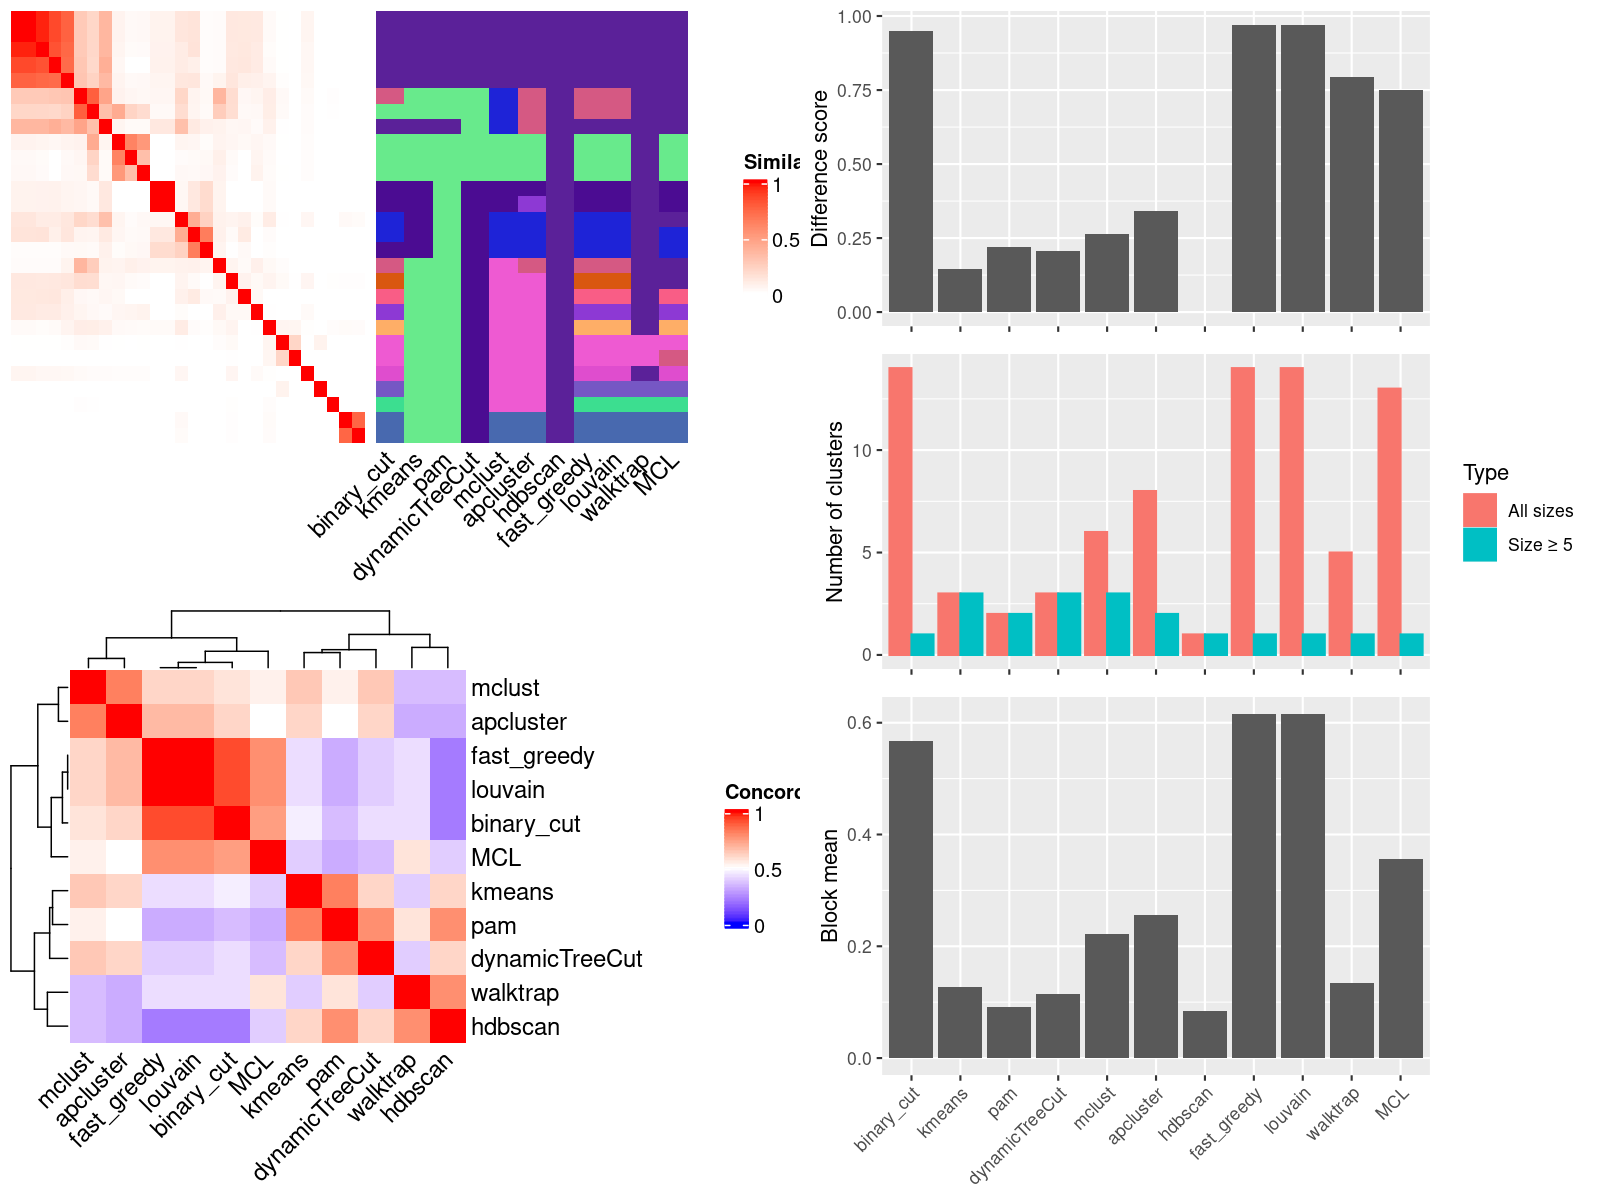 Simila
1
0.5
0
binary_cut
kmeans
pam
dynamicTreeCut
mclust
apcluster
hdbscan
fast_greedy
louvain
walktrap
MCL
mclust
apcluster
fast_greedy
louvain
binary_cut
MCL
kmeans
pam
dynamicTreeCut
walktrap
hdbscan
mclust
apcluster
fast_greedy
louvain
binary_cut
MCL
kmeans
pam
dynamicTreeCut
walktrap
hdbscan
Concord
1
0.5
0
Difference score
1.00
0.75
0.50
0.25
0.00
Number of clusters
10
5
0
Type
All sizes
Size ≥ 5
Block mean
0.6
0.4
0.2
0.0
binary_cut
kmeans
pam
dynamicTreeCut
mclust
apcluster
hdbscan
fast_greedy
louvain
walktrap
MCL